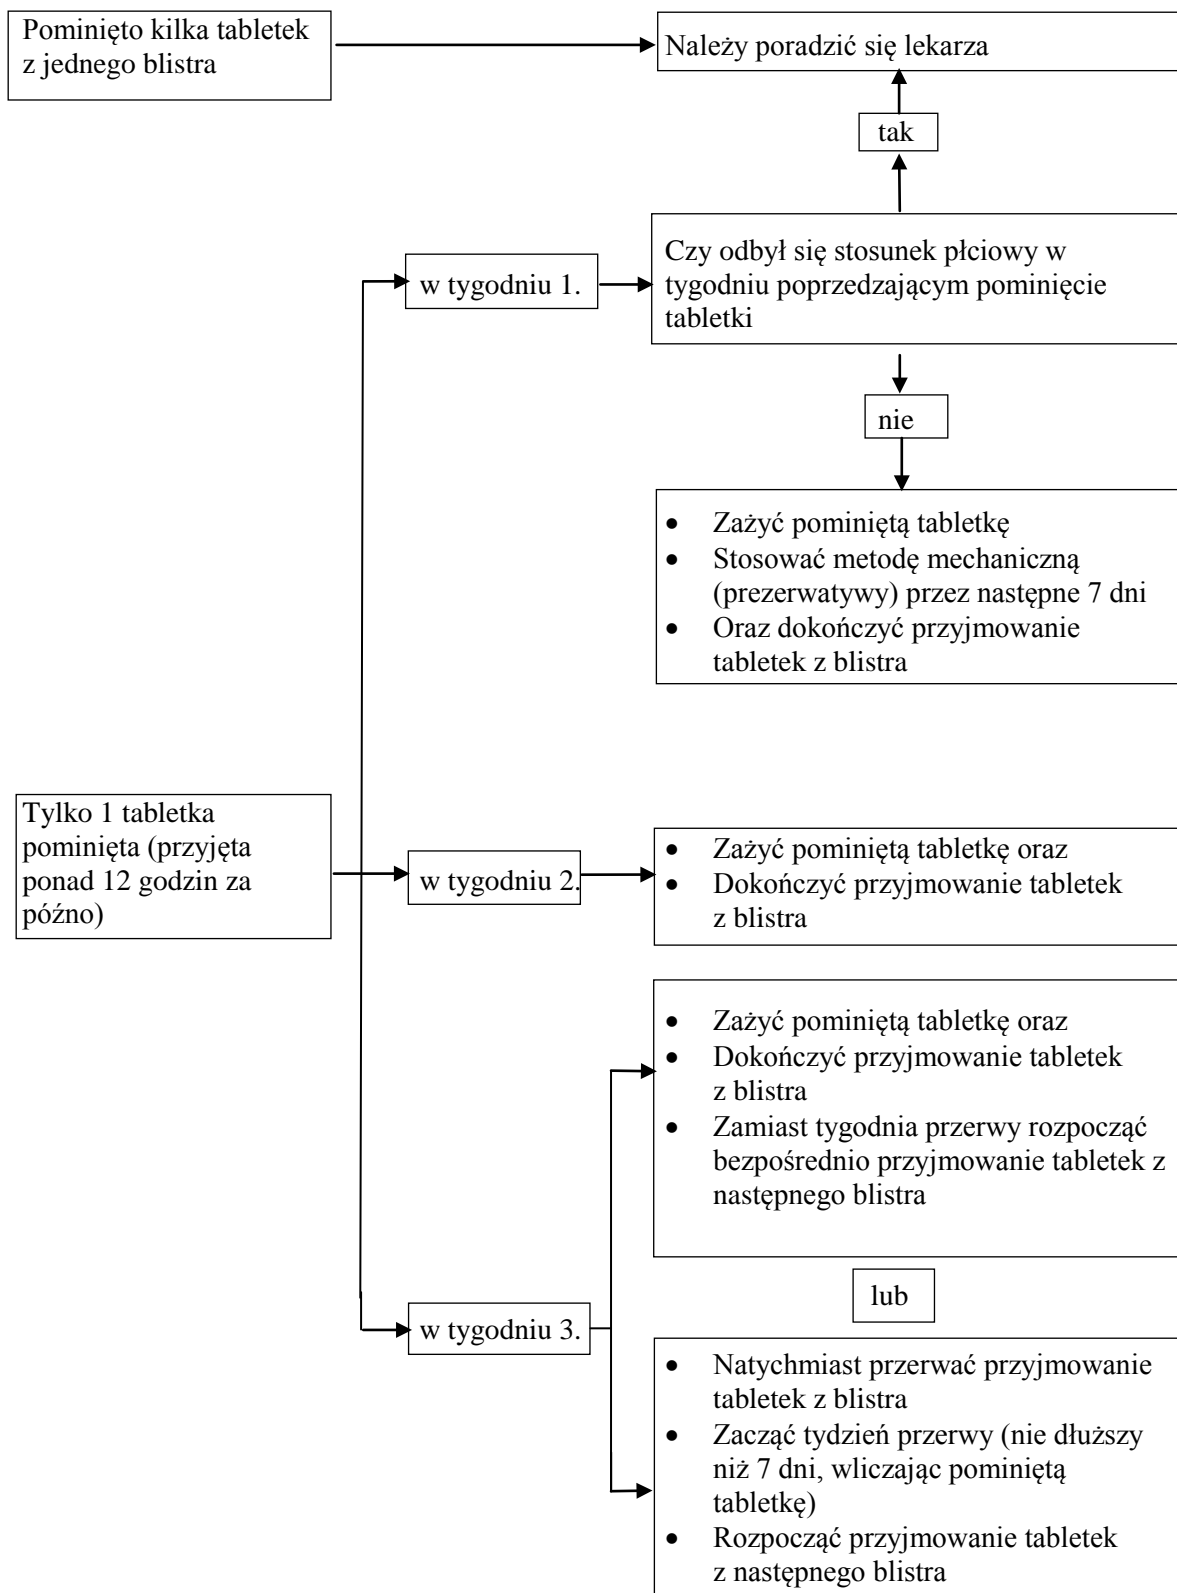 Pominięto kilka tabletek
z jednego blistra
Należy poradzić się lekarza
tak
Czy odbył się stosunek płciowy w
tygodniu poprzedzającym pominięcie
tabletki
w tygodniu 1.
nie
• Zażyć pominiętą tabletkę
• Stosować metodę mechaniczną
(prezerwatywy) przez następne 7 dni
• Oraz dokończyć przyjmowanie
tabletek z blistra
Tylko 1 tabletka
pominięta (przyjęta
ponad 12 godzin za
późno)
w tygodniu 2.
• Zażyć pominiętą tabletkę oraz
• Dokończyć przyjmowanie tabletek
z blistra
• Zażyć pominiętą tabletkę oraz
• Dokończyć przyjmowanie tabletek
z blistra
• Zamiast tygodnia przerwy rozpocząć
bezpośrednio przyjmowanie tabletek z
następnego blistra
lub
w tygodniu 3.
• Natychmiast przerwać przyjmowanie
tabletek z blistra
• Zacząć tydzień przerwy (nie dłuższy
niż 7 dni, wliczając pominiętą
tabletkę)
• Rozpocząć przyjmowanie tabletek
z następnego blistra